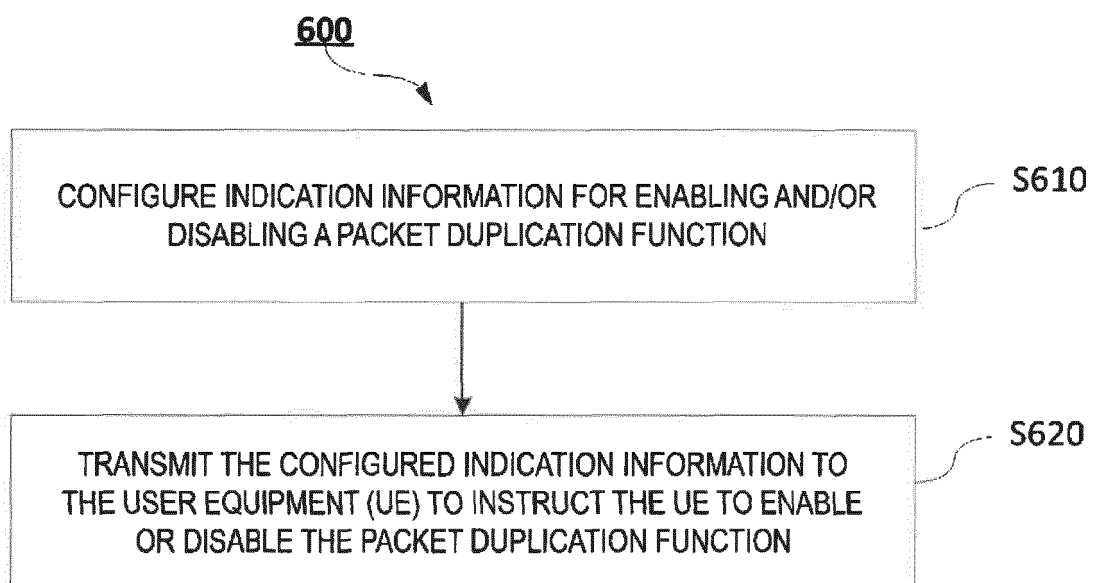 600
CONFIGURE INDICATION INFORMATION FOR ENABLING AND/OR
DISABLING A PACKET DUPLICATION FUNCTION
S610
TRANSMIT THE CONFIGURED INDICATION INFORMATION TO
THE USER EQUIPMENT (UE) TO INSTRUCT THE UE TO ENABLE
OR DISABLE THE PACKET DUPLICATION FUNCTION
S620